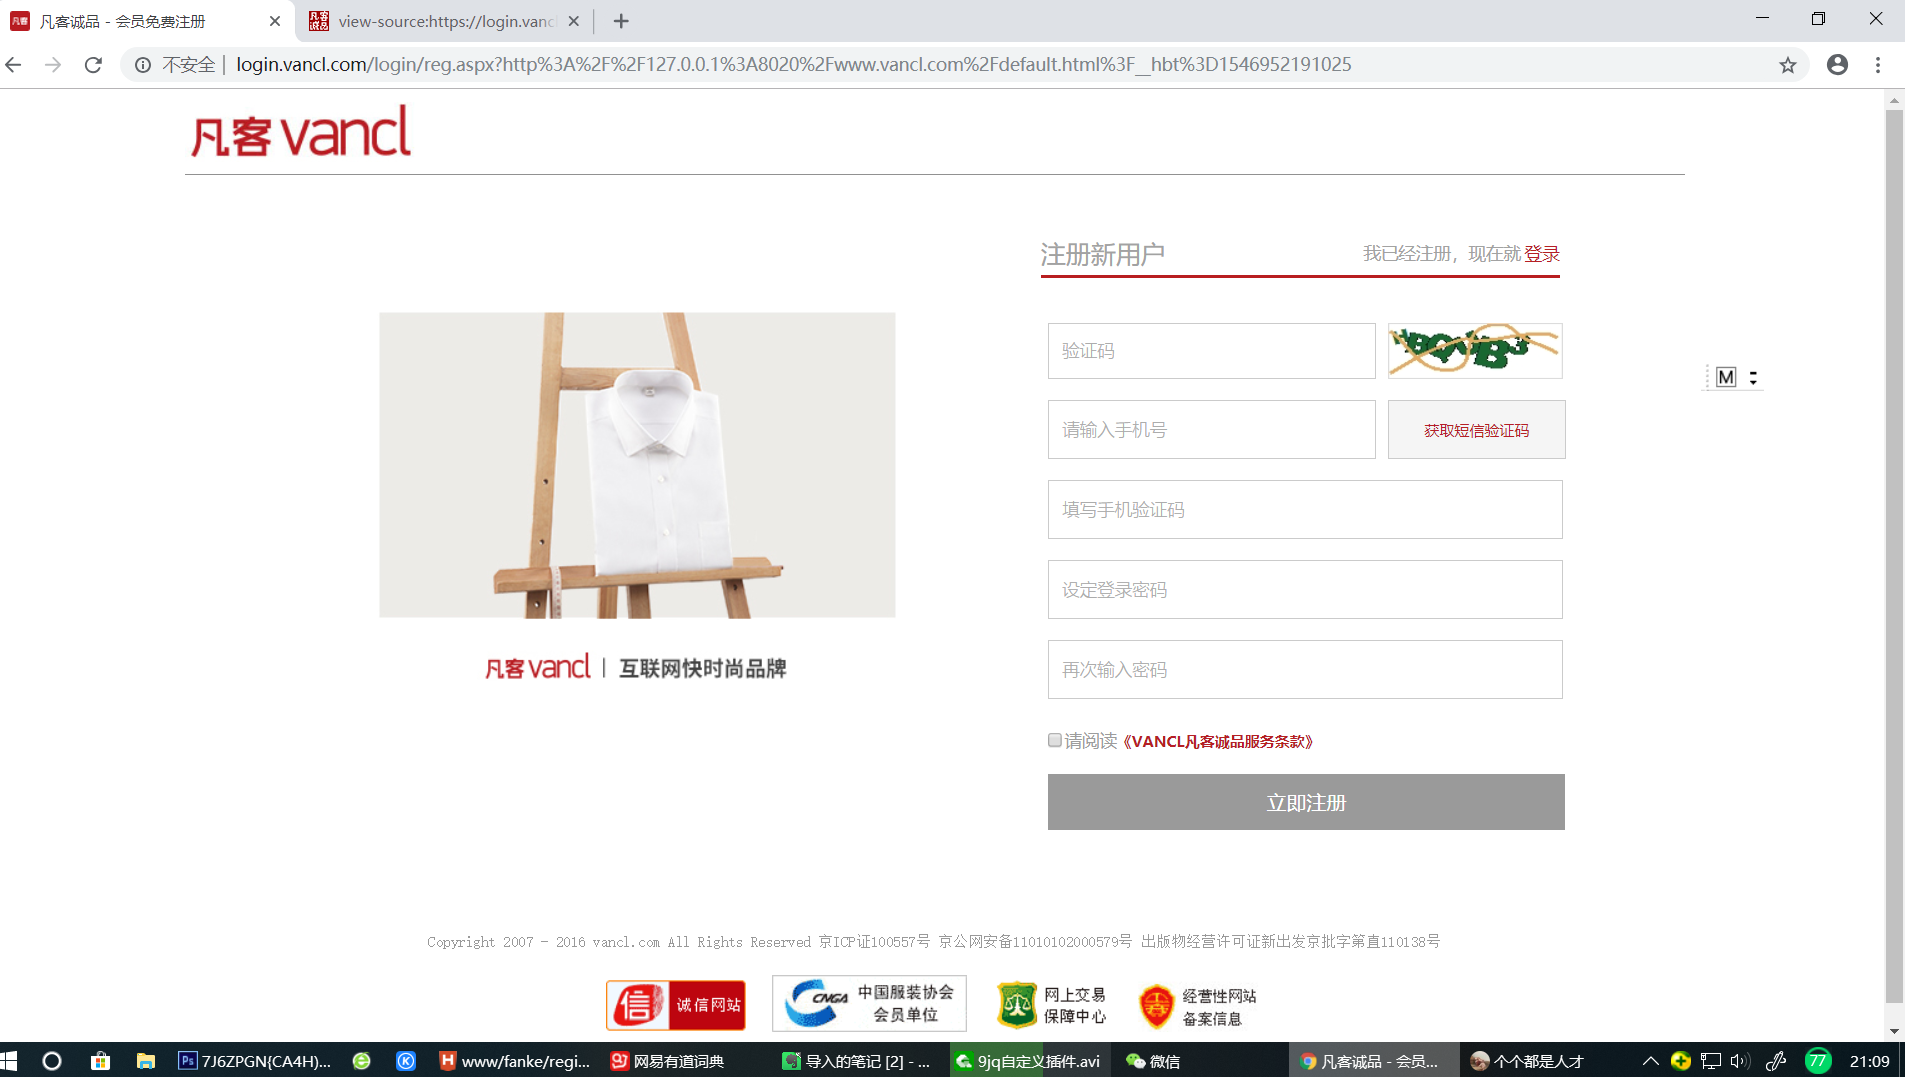 凡客诚品 - 会员免费注册
view-source:https://login.vancl
不安全 | login.vancl.com/login/reg.aspx?http%3A%2F%2F127.0.0.1%3A8020%2Fwww.vancl.com%2Fdefault.html%3F__hbt%3D1546952191025
凡客 vancl
注册新用户
我已经注册，现在就 登录
验证码
请输入手机号
获取短信验证码
填写手机验证码
设定登录密码
再次输入密码
请阅读《VANCL凡客诚品服务条款》
立即注册
凡客 vancl | 互联网快时尚品牌
M
Copyright 2007 - 2016 vancl.com All Rights Reserved 京ICP证100557号 京公网安备11010102000579号 出版物经营许可证新出发京批字第直110138号
信 诚信网站
CNGA 中国服装协会
会员单位
网上交易
保障中心
经营性网站
备案信息
7J6ZPGN{CA4H)...
www/fanke/regi...
网易有道词典
导入的笔记 [2] - ...
9jq自定义插件.avi
微信
凡客诚品 - 会员...
个个都是人才
77
21:09